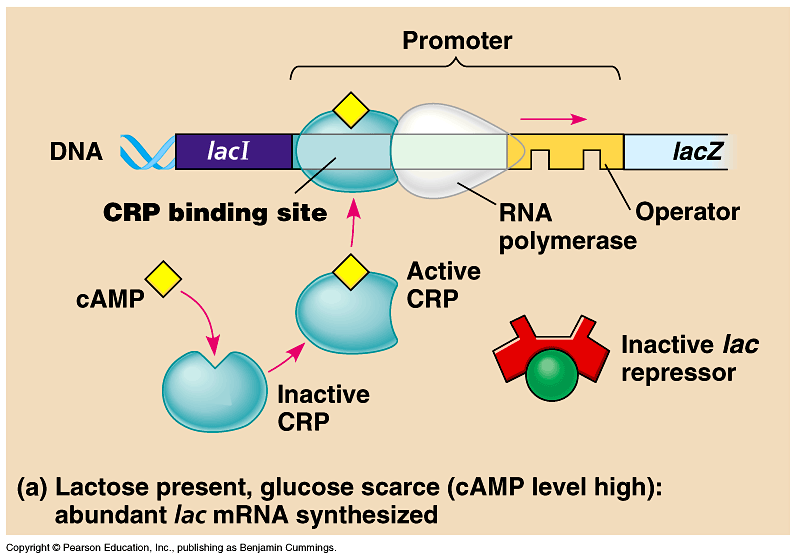 Promoter
DNA
lacI
lacZ
CRP binding site
RNA
polymerase
Operator
cAMP
Active
CRP
Inactive
CRP
Inactive lac
repressor
(a) Lactose present, glucose scarce (cAMP level high):
abundant lac mRNA synthesized
Copyright © Pearson Education, Inc., publishing as Benjamin Cummings.